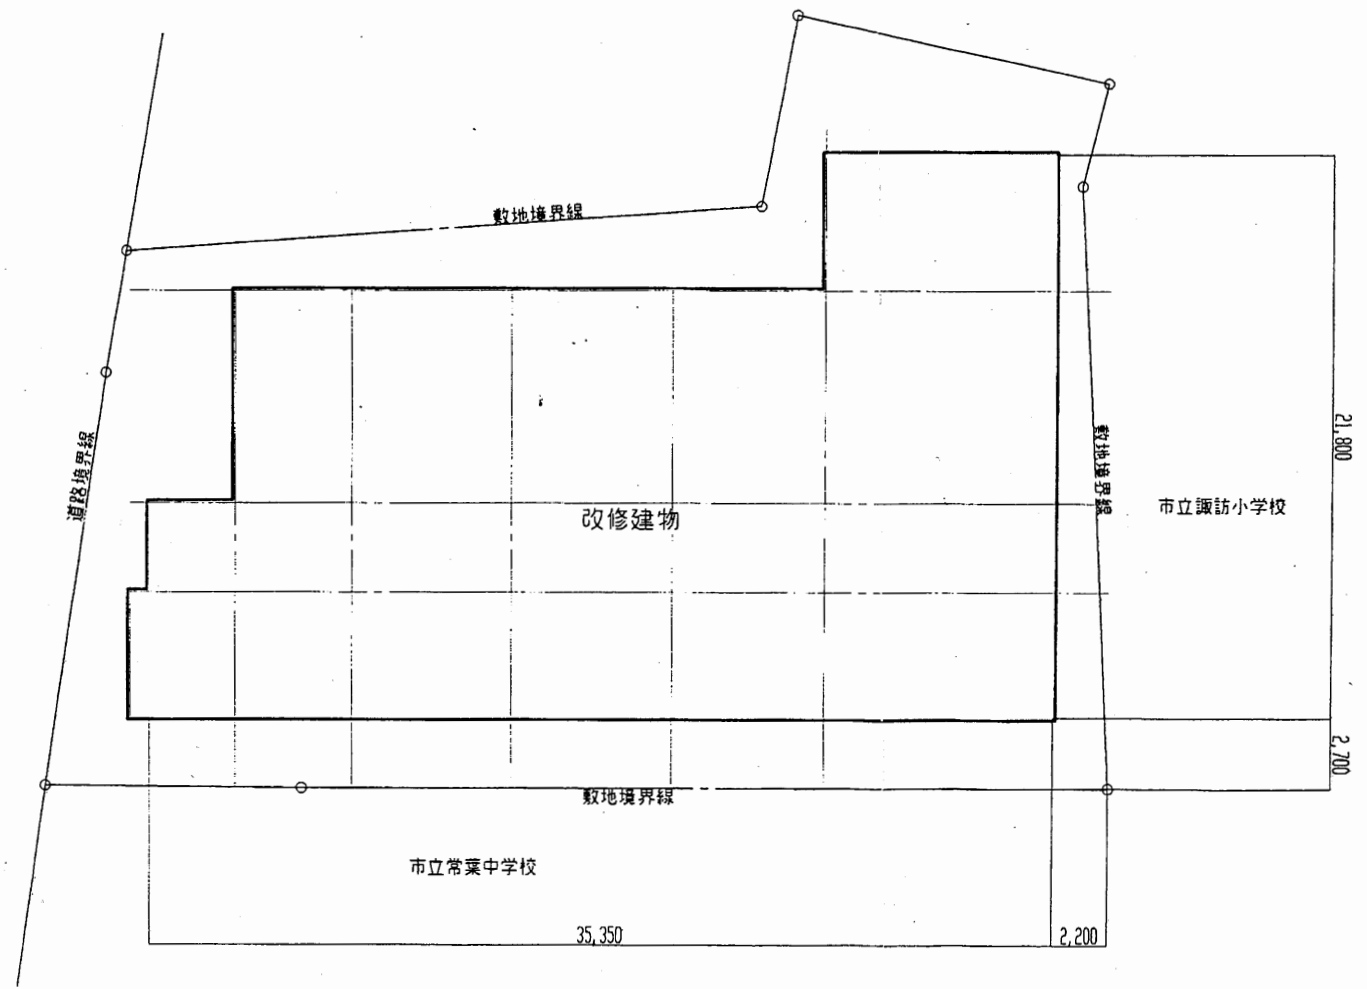 敷地境界線
道路境界線
敷地境界線
21,800
市立諏訪小学校
改修建物
2,700
敷地境界線
市立常葉中学校
35,350
2,200